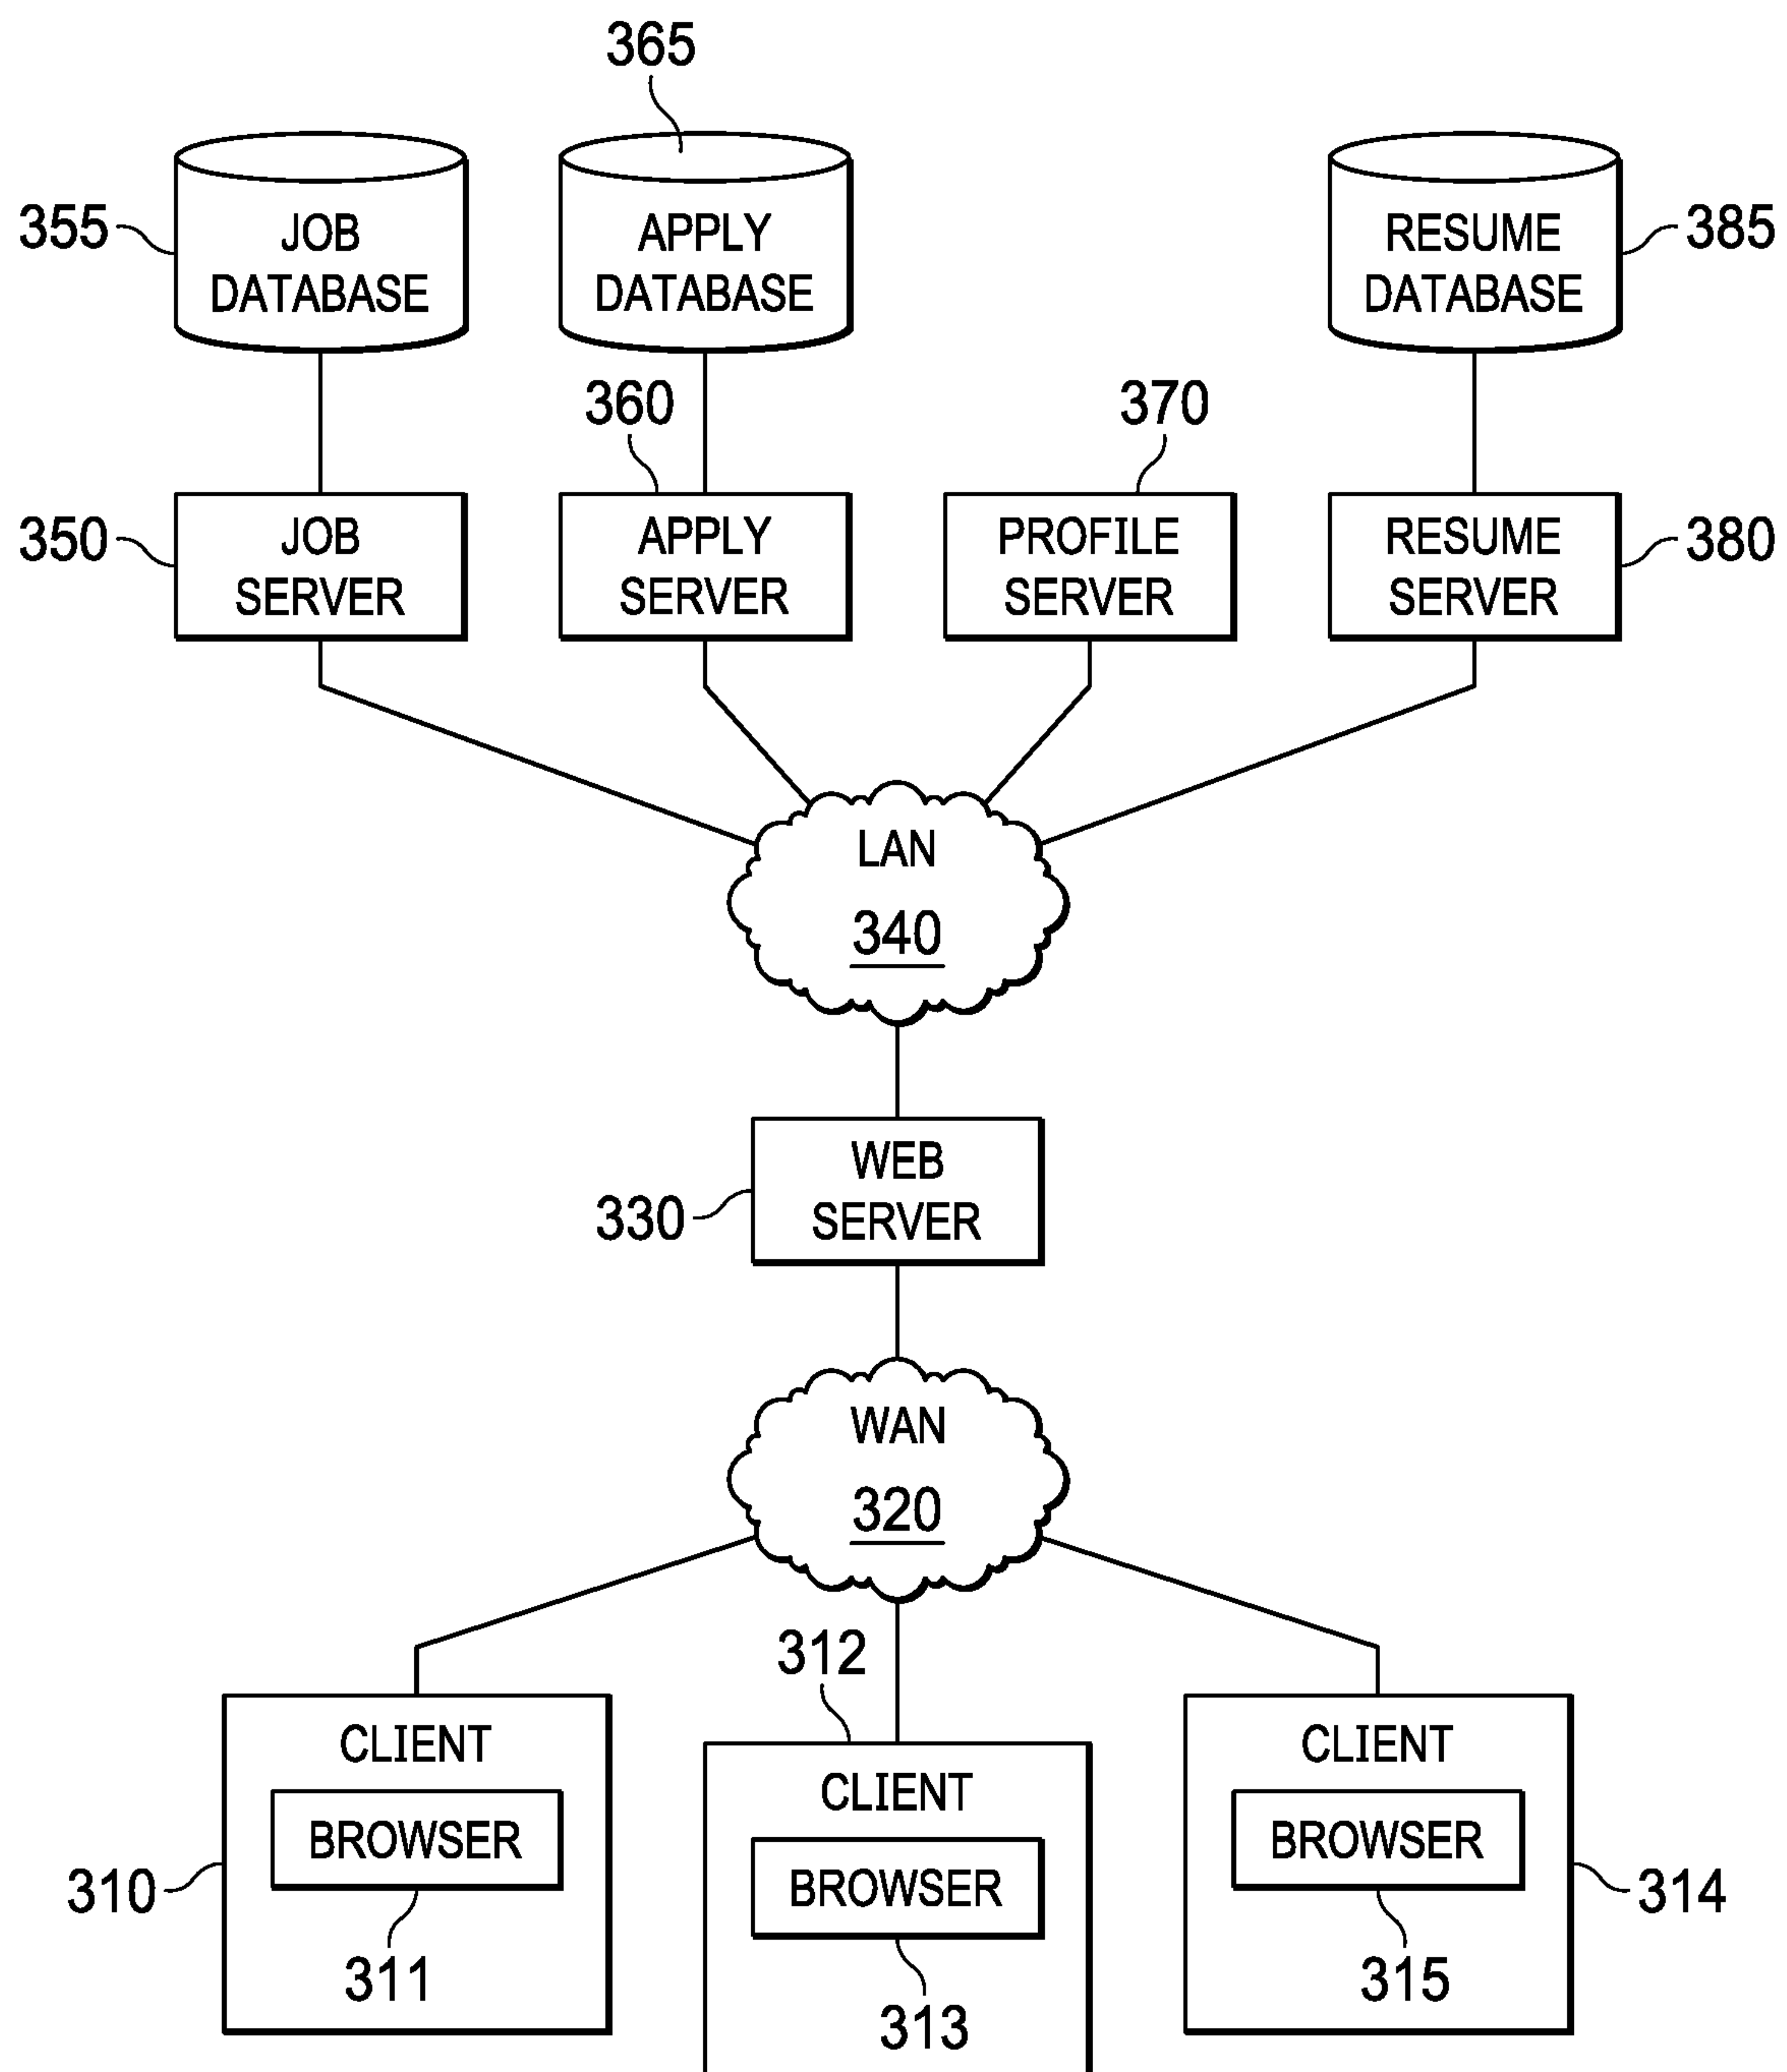 365
355
JOB
DATABASE
APPLY
DATABASE
RESUME
DATABASE
385
360
370
350
JOB
SERVER
APPLY
SERVER
PROFILE
SERVER
RESUME
SERVER
380
LAN
340
WEB
SERVER
330
WAN
320
312
CLIENT
BROWSER
310
311
CLIENT
BROWSER
313
CLIENT
BROWSER
314
315